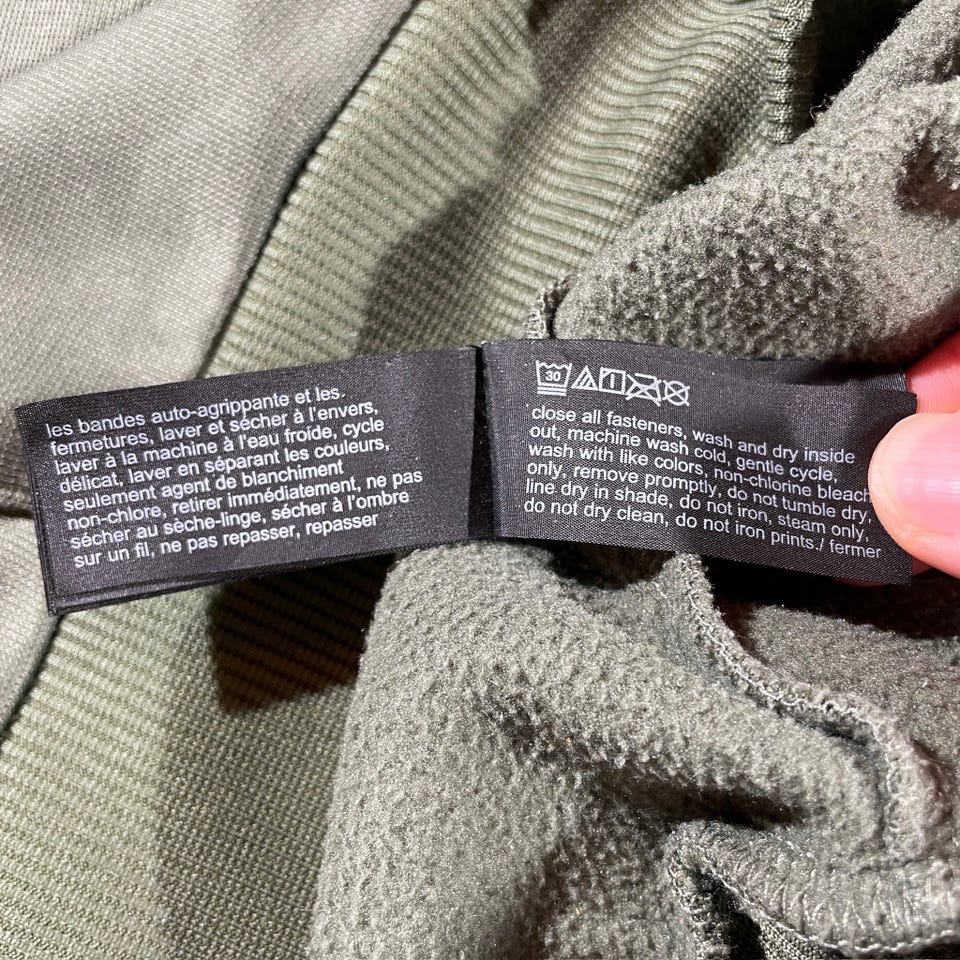 les bandes auto-agrippante et les.
fermetures, laver et sécher à l'envers,
laver à la machine à l'eau froide, cycle
délicat, laver en séparant les couleurs,
seulement agent de blanchiment
non-chlore, retirer immédiatement, ne pas
sécher au sèche-linge, sécher à l'ombre
sur un fil, ne pas repasser, repasser
30
close all fasteners, wash and dry inside
out, machine wash cold, gentle cycle,
wash with like colors, non-chlorine bleach
only, remove promptly, do not tumble dry,
line dry in shade, do not iron, steam only,
do not dry clean, do not iron prints./ fermer